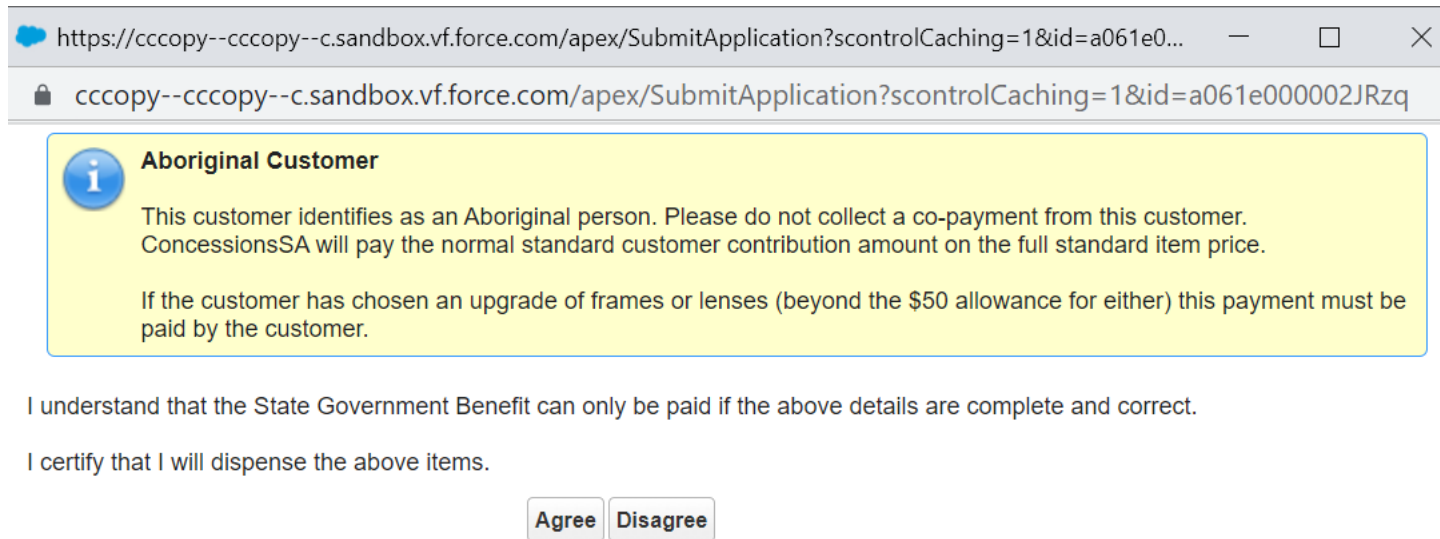 https://cccopy--cccopy--c.sandbox.vf.force.com/apex/SubmitApplication?scontrolCaching=1&id=a061e0...
cccopy--cccopy--c.sandbox.vf.force.com/apex/SubmitApplication?scontrolCaching=1&id=a061e000002JRzq
i
Aboriginal Customer
This customer identifies as an Aboriginal person. Please do not collect a co-payment from this customer.
ConcessionsSA will pay the normal standard customer contribution amount on the full standard item price.
If the customer has chosen an upgrade of frames or lenses (beyond the $50 allowance for either) this payment must be
paid by the customer.
I understand that the State Government Benefit can only be paid if the above details are complete and correct.
I certify that I will dispense the above items.
Agree Disagree